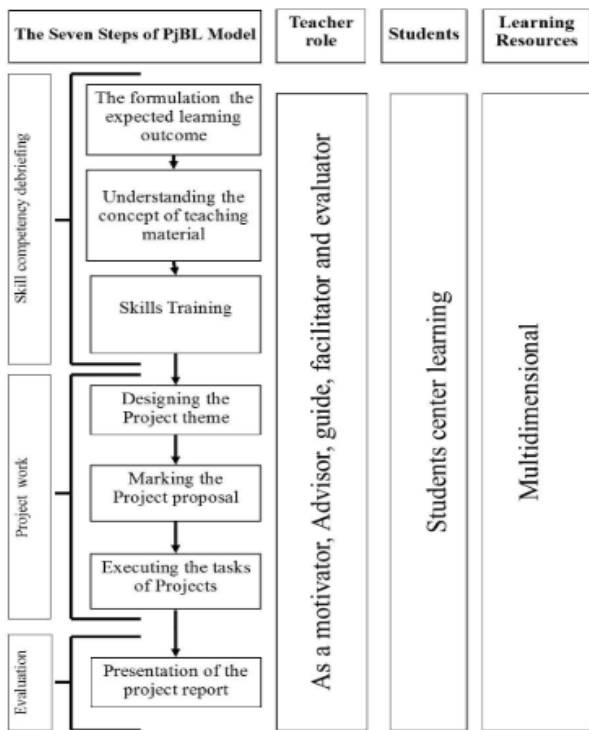 The Seven Steps of PjBL Model
Teacher
role
Students
Learning
Resources
Skill competency debriefing
The formulation the
expected learning
outcome
Understanding the
concept of teaching
material
Skills Training
Project work
Designing the
Project theme
Marking the
Project proposal
Executing the tasks
of Projects
Evaluation
Presentation of the
project report
As a motivator, Advisor, guide, facilitator and evaluator
Students center learning
Multidimensional